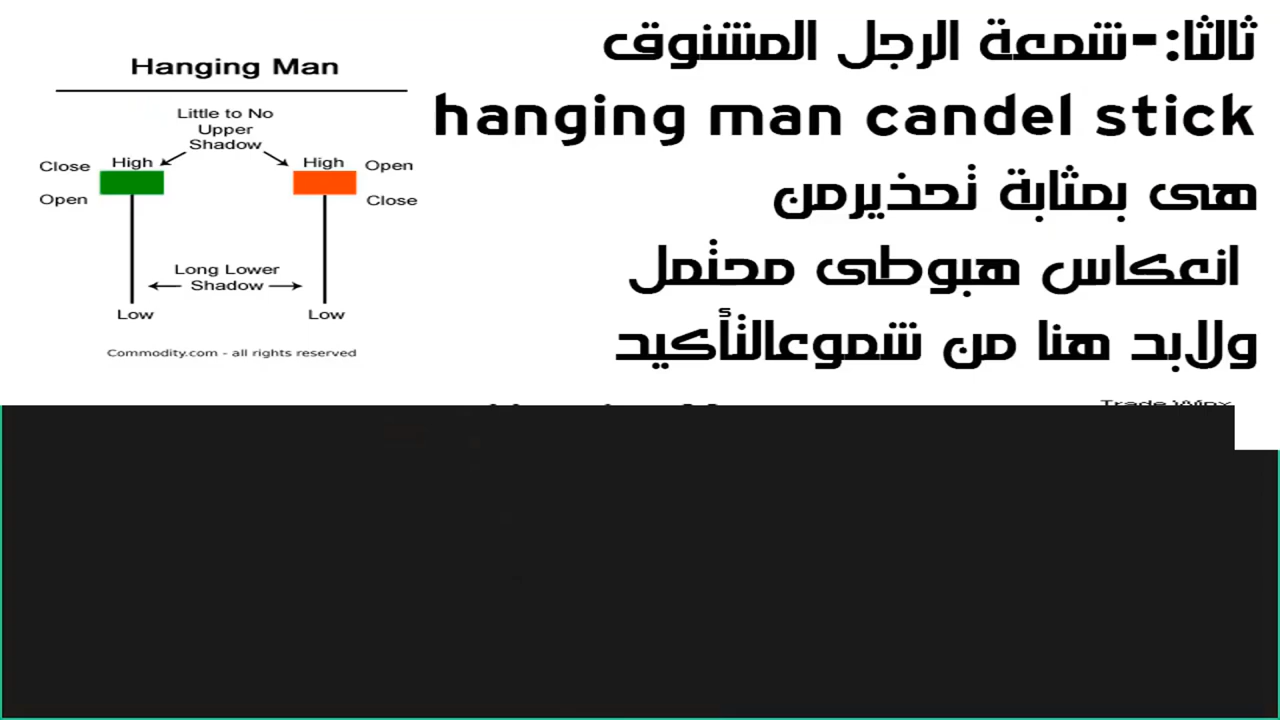 ثالثا:-شمعة الرجل المشنوق
hanging man candel stick
هى بمثابة تحذيرمن
انعكاس هبوطى محتمل
ولابد هنا من شموعالتأكيد
Hanging Man
Little to No
Upper
Shadow
Close High High Open
Open Close
Long Lower
Shadow
Low Low
Commodity.com - all rights reserved